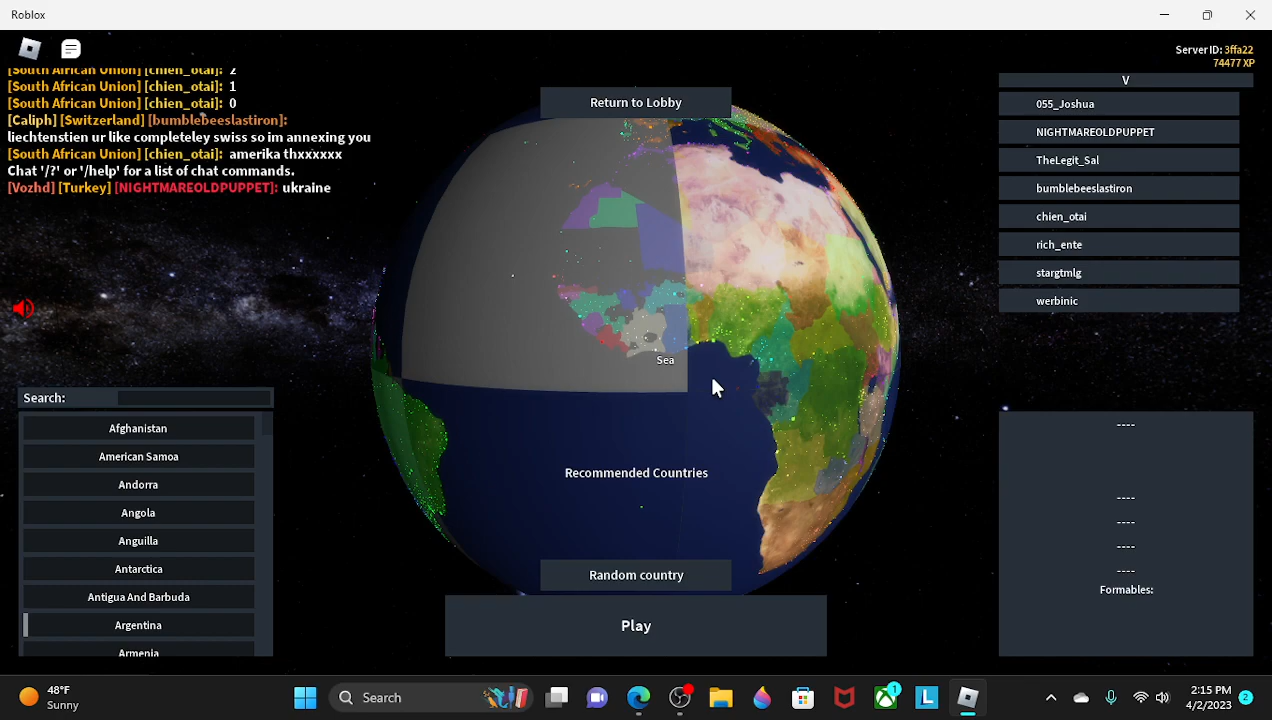 Roblox
Server ID: 3ffa22
74477 XP
[South African Union] [chien_otai]: 2
[South African Union] [chien_otai]: 1
[South African Union] [chien_otai]: 0
[Caliph] [Switzerland] [bumblebeeslastiron]:
liechtenstien ur like completeley swiss so im annexing you
[South African Union] [chien_otai]: amerika thxxxxxx
Chat '/?' or '/help' for a list of chat commands.
[Vozhd] [Turkey] [NIGHTMAREOLDPUPPET]: ukraine
Return to Lobby
V
055_Joshua
NIGHTMAREOLDPUPPET
TheLegit_Sal
bumblebeeslastiron
chien_otai
rich_ente
stargtmlg
werbinic
Sea
Search:
Afghanistan
American Samoa
Andorra
Angola
Anguilla
Antarctica
Antigua And Barbuda
Argentina
Armenia
Recommended Countries
Random country
Play
----
----
----
----
----
Formables:
48°F
Sunny
Search
1
L
2:15 PM
4/2/2023
2